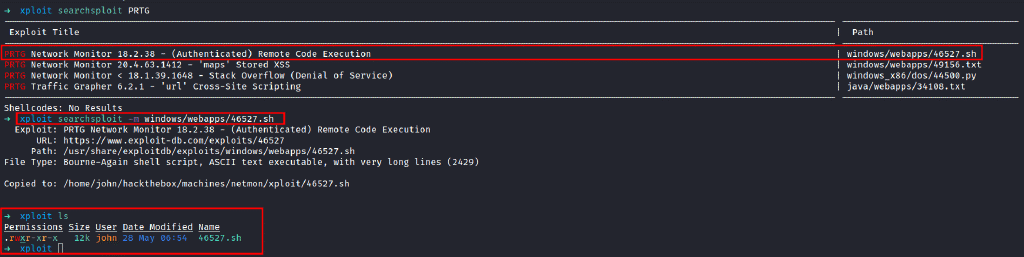 → xploit searchsploit PRTG
Exploit Title | Path
PRTG Network Monitor 18.2.38 - (Authenticated) Remote Code Execution | windows/webapps/46527.sh
PRTG Network Monitor 20.4.63.1412 - 'maps' Stored XSS | windows/webapps/49156.txt
PRTG Network Monitor < 18.1.39.1648 - Stack Overflow (Denial of Service) | windows_x86/dos/44500.py
PRTG Traffic Grapher 6.2.1 - 'url' Cross-Site Scripting | java/webapps/34108.txt
Shellcodes: No Results
→ xploit searchsploit -m windows/webapps/46527.sh
Exploit: PRTG Network Monitor 18.2.38 - (Authenticated) Remote Code Execution
URL: https://www.exploit-db.com/exploits/46527
Path: /usr/share/exploitdb/exploits/windows/webapps/46527.sh
File Type: Bourne-Again shell script, ASCII text executable, with very long lines (2429)
Copied to: /home/john/hackthebox/machines/netmon/xploit/46527.sh
→ xploit ls
Permissions Size User Date Modified Name
.rwxr-xr-x 12k john 28 May 06:54 46527.sh
→ xploit